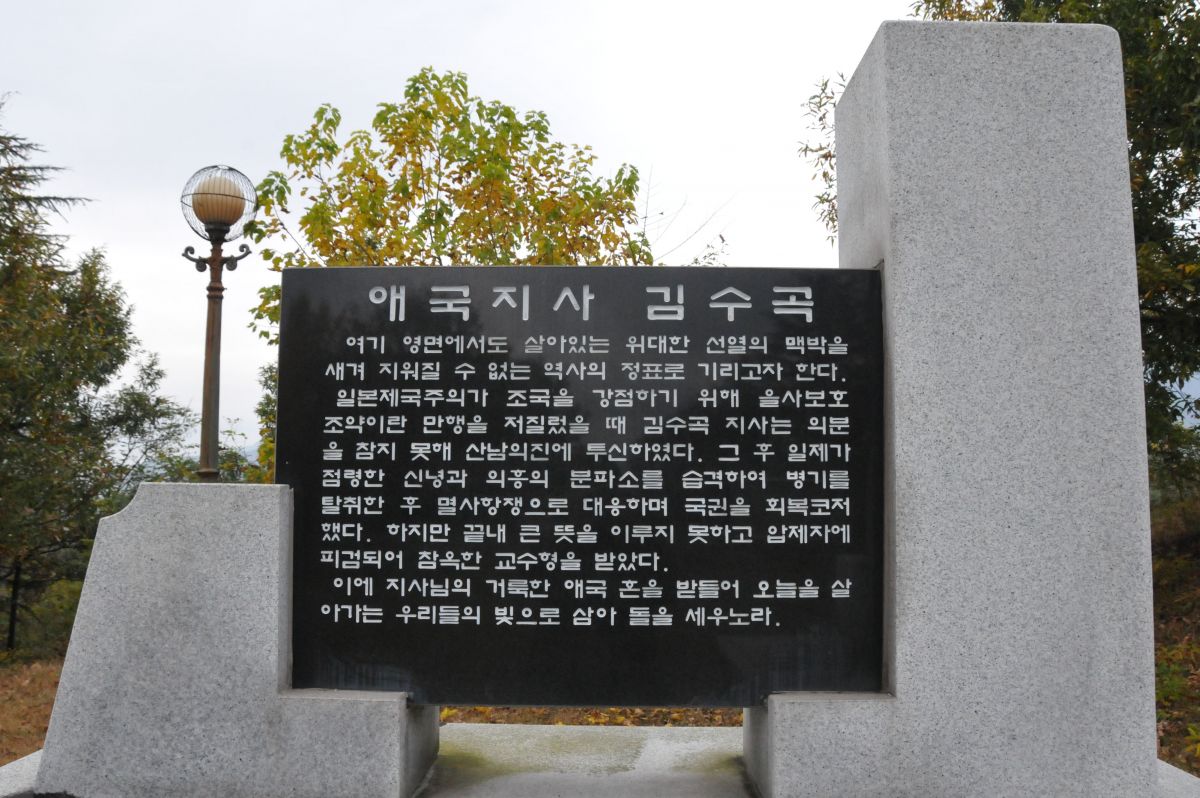 애국지사 김수곡
여기 영면에서도 살아있는 위대한 선열의 맥박을
새겨 지워질 수 없는 역사의 정표로 기리고자 한다.
일본제국주의가 조국을 강점하기 위해 을사보호
조약이란 만행을 저질렀을 때 김수곡 지사는 의분
을 참지 못해 산남의진에 투신하였다. 그 후 일제가
점령한 신녕과 의흥의 분파소를 습격하여 병기를
탈취한 후 멸사항쟁으로 대응하며 국권을 회복코저
했다. 하지만 끝내 큰 뜻을 이루지 못하고 압제자에
피검되어 참옥한 교수형을 받았다.
이에 지사님의 거룩한 애국 혼을 받들어 오늘을 살
아가는 우리들의 빛으로 삼아 돌을 세우노라.